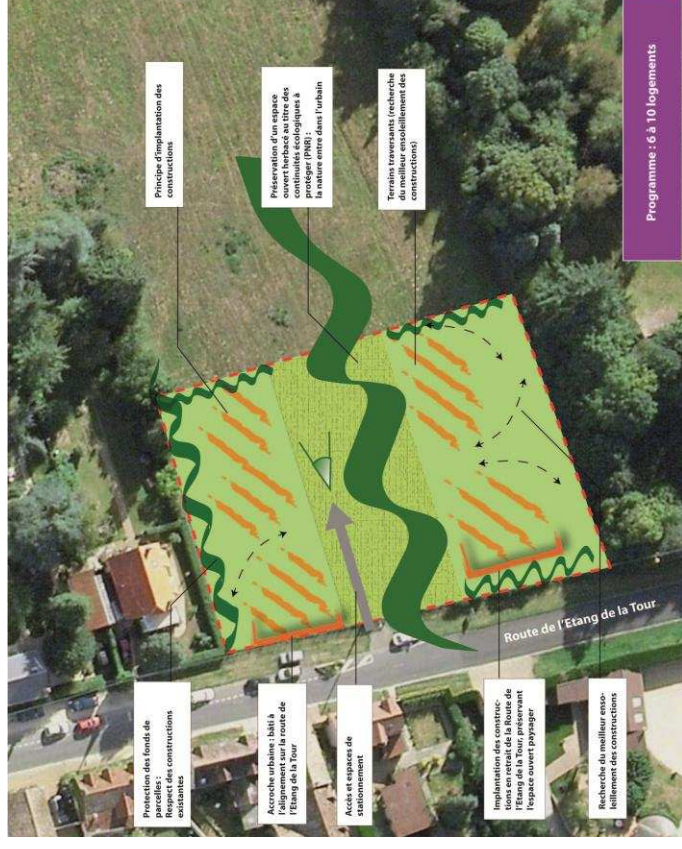 Principe d'implantation des
constructions
Préservation d'un espace
ouvert herbacé au titre des
continuités écologiques à
protéger (PNR) :
la nature entre dans l'urbain
Terrains traversants (recherche
du meilleur ensoleillement des
constructions)
Programme : 6 à 10 logements
Protection des fonds de
parcelles :
Respect des constructions
existantes
Accroche urbaine : bâti à
l'alignement sur la route de
l'Etang de la Tour
Accès et espaces de
stationnement
Implantation des construc-
tions en retrait de la Route de
l'Etang de la Tour, préservant
l'espace ouvert paysager
Recherche du meilleur enso-
leillement des constructions
Route de l'Etang de la Tour